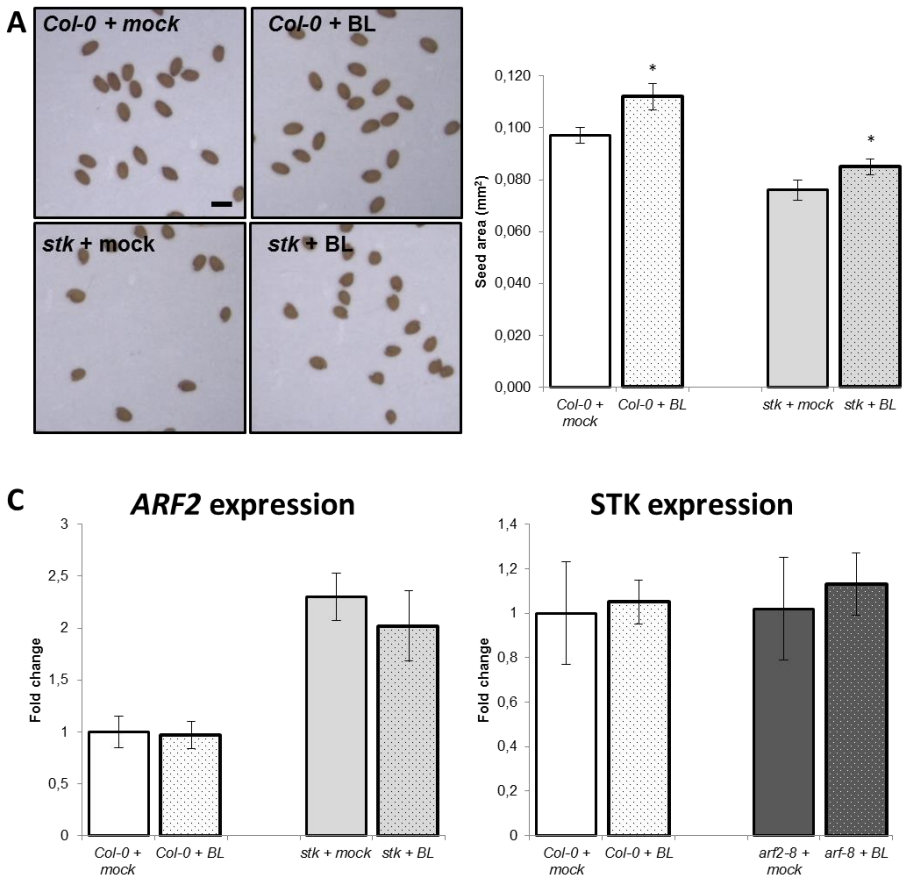 A
Col-0 + mock
Col-0 + BL
stk + mock
stk + BL
Seed area (mm²)
0,120
0,100
0,080
0,060
0,040
0,020
0,000
*
*
Col-0 + mock
Col-0 + BL
stk + mock
stk + BL
C
ARF2 expression
Fold change
3
2,5
2
1,5
1
0,5
0
Col-0 + mock
Col-0 + BL
stk + mock
stk + BL
STK expression
Fold change
1,4
1,2
1
0,8
0,6
0,4
0,2
0
Col-0 + mock
Col-0 + BL
arf2-8 + mock
arf-8 + BL